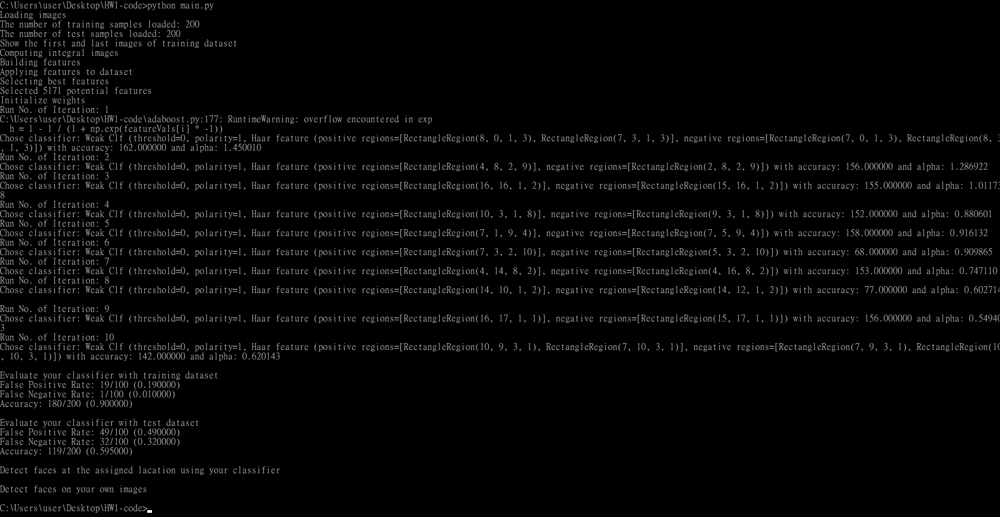 C:\Users\user\Desktop\HW1-code>python main.py
Loading images
The number of training samples loaded: 200
The number of test samples loaded: 200
Show the first and last images of training dataset
Computing integral images
Building features
Applying features to dataset
Selecting best features
Selected 5171 potential features
Initialize weights
Run No. of Iteration: 1
C:\Users\user\Desktop\HW1-code\adaboost.py:177: RuntimeWarning: overflow encountered in exp
  h = 1 - 1 / (1 + np.exp(featureVals[i] * -1))
Chose classifier: Weak Clf (threshold=0, polarity=1, Haar feature (positive regions=[RectangleRegion(8, 0, 1, 3), RectangleRegion(7, 3, 1, 3)], negative regions=[RectangleRegion(7, 0, 1, 3), RectangleRegion(8, 3
, 1, 3)]) with accuracy: 162.000000 and alpha: 1.450010
Run No. of Iteration: 2
Chose classifier: Weak Clf (threshold=0, polarity=1, Haar feature (positive regions=[RectangleRegion(4, 8, 2, 9)], negative regions=[RectangleRegion(2, 8, 2, 9)]) with accuracy: 156.000000 and alpha: 1.286922
Run No. of Iteration: 3
Chose classifier: Weak Clf (threshold=0, polarity=1, Haar feature (positive regions=[RectangleRegion(16, 16, 1, 2)], negative regions=[RectangleRegion(15, 16, 1, 2)]) with accuracy: 155.000000 and alpha: 1.01173
8
Run No. of Iteration: 4
Chose classifier: Weak Clf (threshold=0, polarity=1, Haar feature (positive regions=[RectangleRegion(10, 3, 1, 8)], negative regions=[RectangleRegion(9, 3, 1, 8)]) with accuracy: 152.000000 and alpha: 0.880601
Run No. of Iteration: 5
Chose classifier: Weak Clf (threshold=0, polarity=1, Haar feature (positive regions=[RectangleRegion(7, 1, 9, 4)], negative regions=[RectangleRegion(7, 5, 9, 4)]) with accuracy: 158.000000 and alpha: 0.916132
Run No. of Iteration: 6
Chose classifier: Weak Clf (threshold=0, polarity=1, Haar feature (positive regions=[RectangleRegion(7, 3, 2, 10)], negative regions=[RectangleRegion(5, 3, 2, 10)]) with accuracy: 68.000000 and alpha: 0.909865
Run No. of Iteration: 7
Chose classifier: Weak Clf (threshold=0, polarity=1, Haar feature (positive regions=[RectangleRegion(4, 14, 8, 2)], negative regions=[RectangleRegion(4, 16, 8, 2)]) with accuracy: 153.000000 and alpha: 0.747110
Run No. of Iteration: 8
Chose classifier: Weak Clf (threshold=0, polarity=1, Haar feature (positive regions=[RectangleRegion(14, 10, 1, 2)], negative regions=[RectangleRegion(14, 12, 1, 2)]) with accuracy: 77.000000 and alpha: 0.602714
Run No. of Iteration: 9
Chose classifier: Weak Clf (threshold=0, polarity=1, Haar feature (positive regions=[RectangleRegion(16, 17, 1, 1)], negative regions=[RectangleRegion(15, 17, 1, 1)]) with accuracy: 156.000000 and alpha: 0.54940
3
Run No. of Iteration: 10
Chose classifier: Weak Clf (threshold=0, polarity=1, Haar feature (positive regions=[RectangleRegion(10, 9, 3, 1), RectangleRegion(7, 10, 3, 1)], negative regions=[RectangleRegion(7, 9, 3, 1), RectangleRegion(10
, 10, 3, 1)]) with accuracy: 142.000000 and alpha: 0.620143
Evaluate your classifier with training dataset
False Positive Rate: 19/100 (0.190000)
False Negative Rate: 1/100 (0.010000)
Accuracy: 180/200 (0.900000)
Evaluate your classifier with test dataset
False Positive Rate: 49/100 (0.490000)
False Negative Rate: 32/100 (0.320000)
Accuracy: 119/200 (0.595000)
Detect faces at the assigned lacation using your classifier
Detect faces on your own images
C:\Users\user\Desktop\HW1-code>